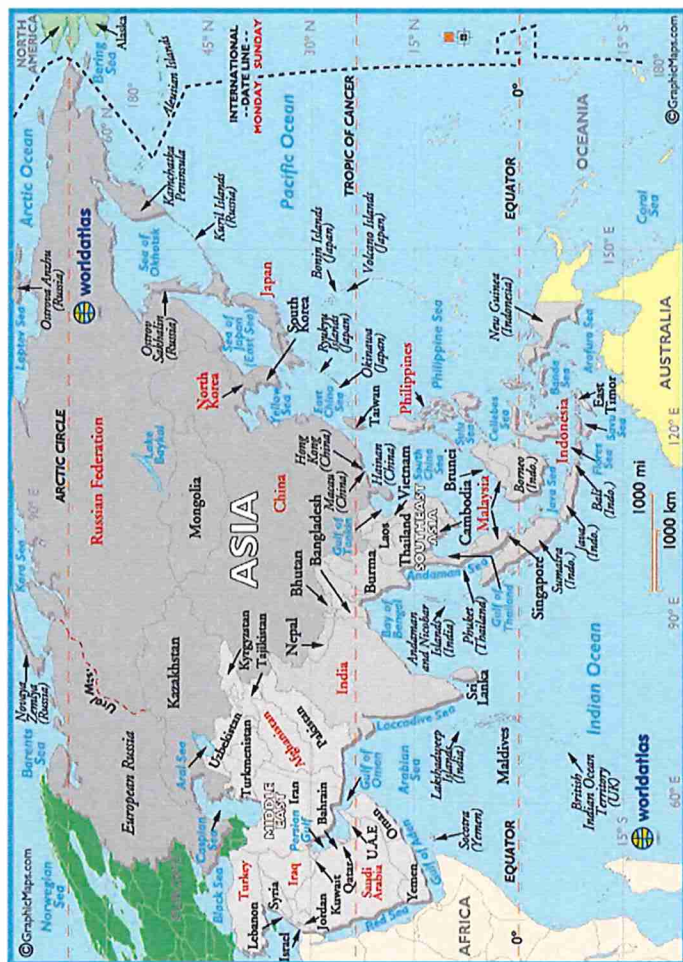 ©GraphicMaps.com
Norwegian
Sea
Barents
Sea
Novaya
Zemlja
(Russia)
Kara Sea
90° E
Laptev Sea
Ostrova Anzhu
(Russia)
Arctic Ocean
NORTH
AMERICA
Alaska
Bering
Sea
ARCTIC CIRCLE
60° N
180°
Aleutian Islands
Ural Mts.
European Russia
Russian Federation
worldatlas
Sea of
Okhotsk
Kamchatka
Peninsula
45° N
Ostrov
Sakhalin
(Russia)
Kuril Islands
(Russia)
INTERNATIONAL
--DATE LINE--
MONDAY SUNDAY
Lake
Baykal
Kazakhstan
Mongolia
Sea of
Japan
(East Sea)
Japan
North
Korea
South Korea
Pacific Ocean
30° N
Black Sea
Caspian
Sea
Aral Sea
Uzbekistan
Turkmenistan
Kyrgyzstan
Tajikistan
ASIA
China
Yellow
Sea
East
China
Sea
Ryukyu
Islands
(Japan)
Okinawa
(Japan)
Bonin Islands
(Japan)
Volcano Islands
(Japan)
TROPIC OF CANCER
Turkey
Lebanon
Syria
Israel
Iraq
Jordan
Kuwait
MIDDLE
EAST
Iran
Persian
Gulf
Bahrain
Qatar
Afghanistan
Pakistan
Nepal
Bhutan
Bangladesh
India
Macau
(China)
Hong
Kong
(China)
Hainan
(China)
Taiwan
Saudi
Arabia
U.A.E
Oman
Yemen
Red Sea
Gulf of Aden
Gulf of
Oman
Arabian
Sea
Laccadive Sea
Burma
Laos
Thailand
Vietnam
Cambodia
SOUTHEAST
ASIA
Gulf of
Tonkin
South
China
Sea
Philippines
Philippine Sea
15° N
Socotra
(Yemen)
Lakshadweep
Islands
(India)
Sri
Lanka
Bay of
Bengal
Andaman
and Nicobar
Islands
(India)
Andaman Sea
Phuket
(Thailand)
Gulf of
Thailand
Malaysia
Brunei
Sulu
Sea
Celebes
Sea
AFRICA
EQUATOR
0°
Maldives
Singapore
Sumatra
(Indo.)
Borneo
(Indo.)
Java Sea
Java
(Indo.)
Bali
(Indo.)
Indonesia
Flores
Sea
Banda
Sea
East
Timor
Savu
Sea
Arafura Sea
New Guinea
(Indonesia)
EQUATOR
0°
OCEANIA
15° S
worldatlas
British
Indian Ocean
Territory
(UK)
Indian Ocean
60° E
90° E
1000 mi
1000 km
120° E
AUSTRALIA
150° E
Coral
Sea
180°
15° S
©GraphicMaps.com